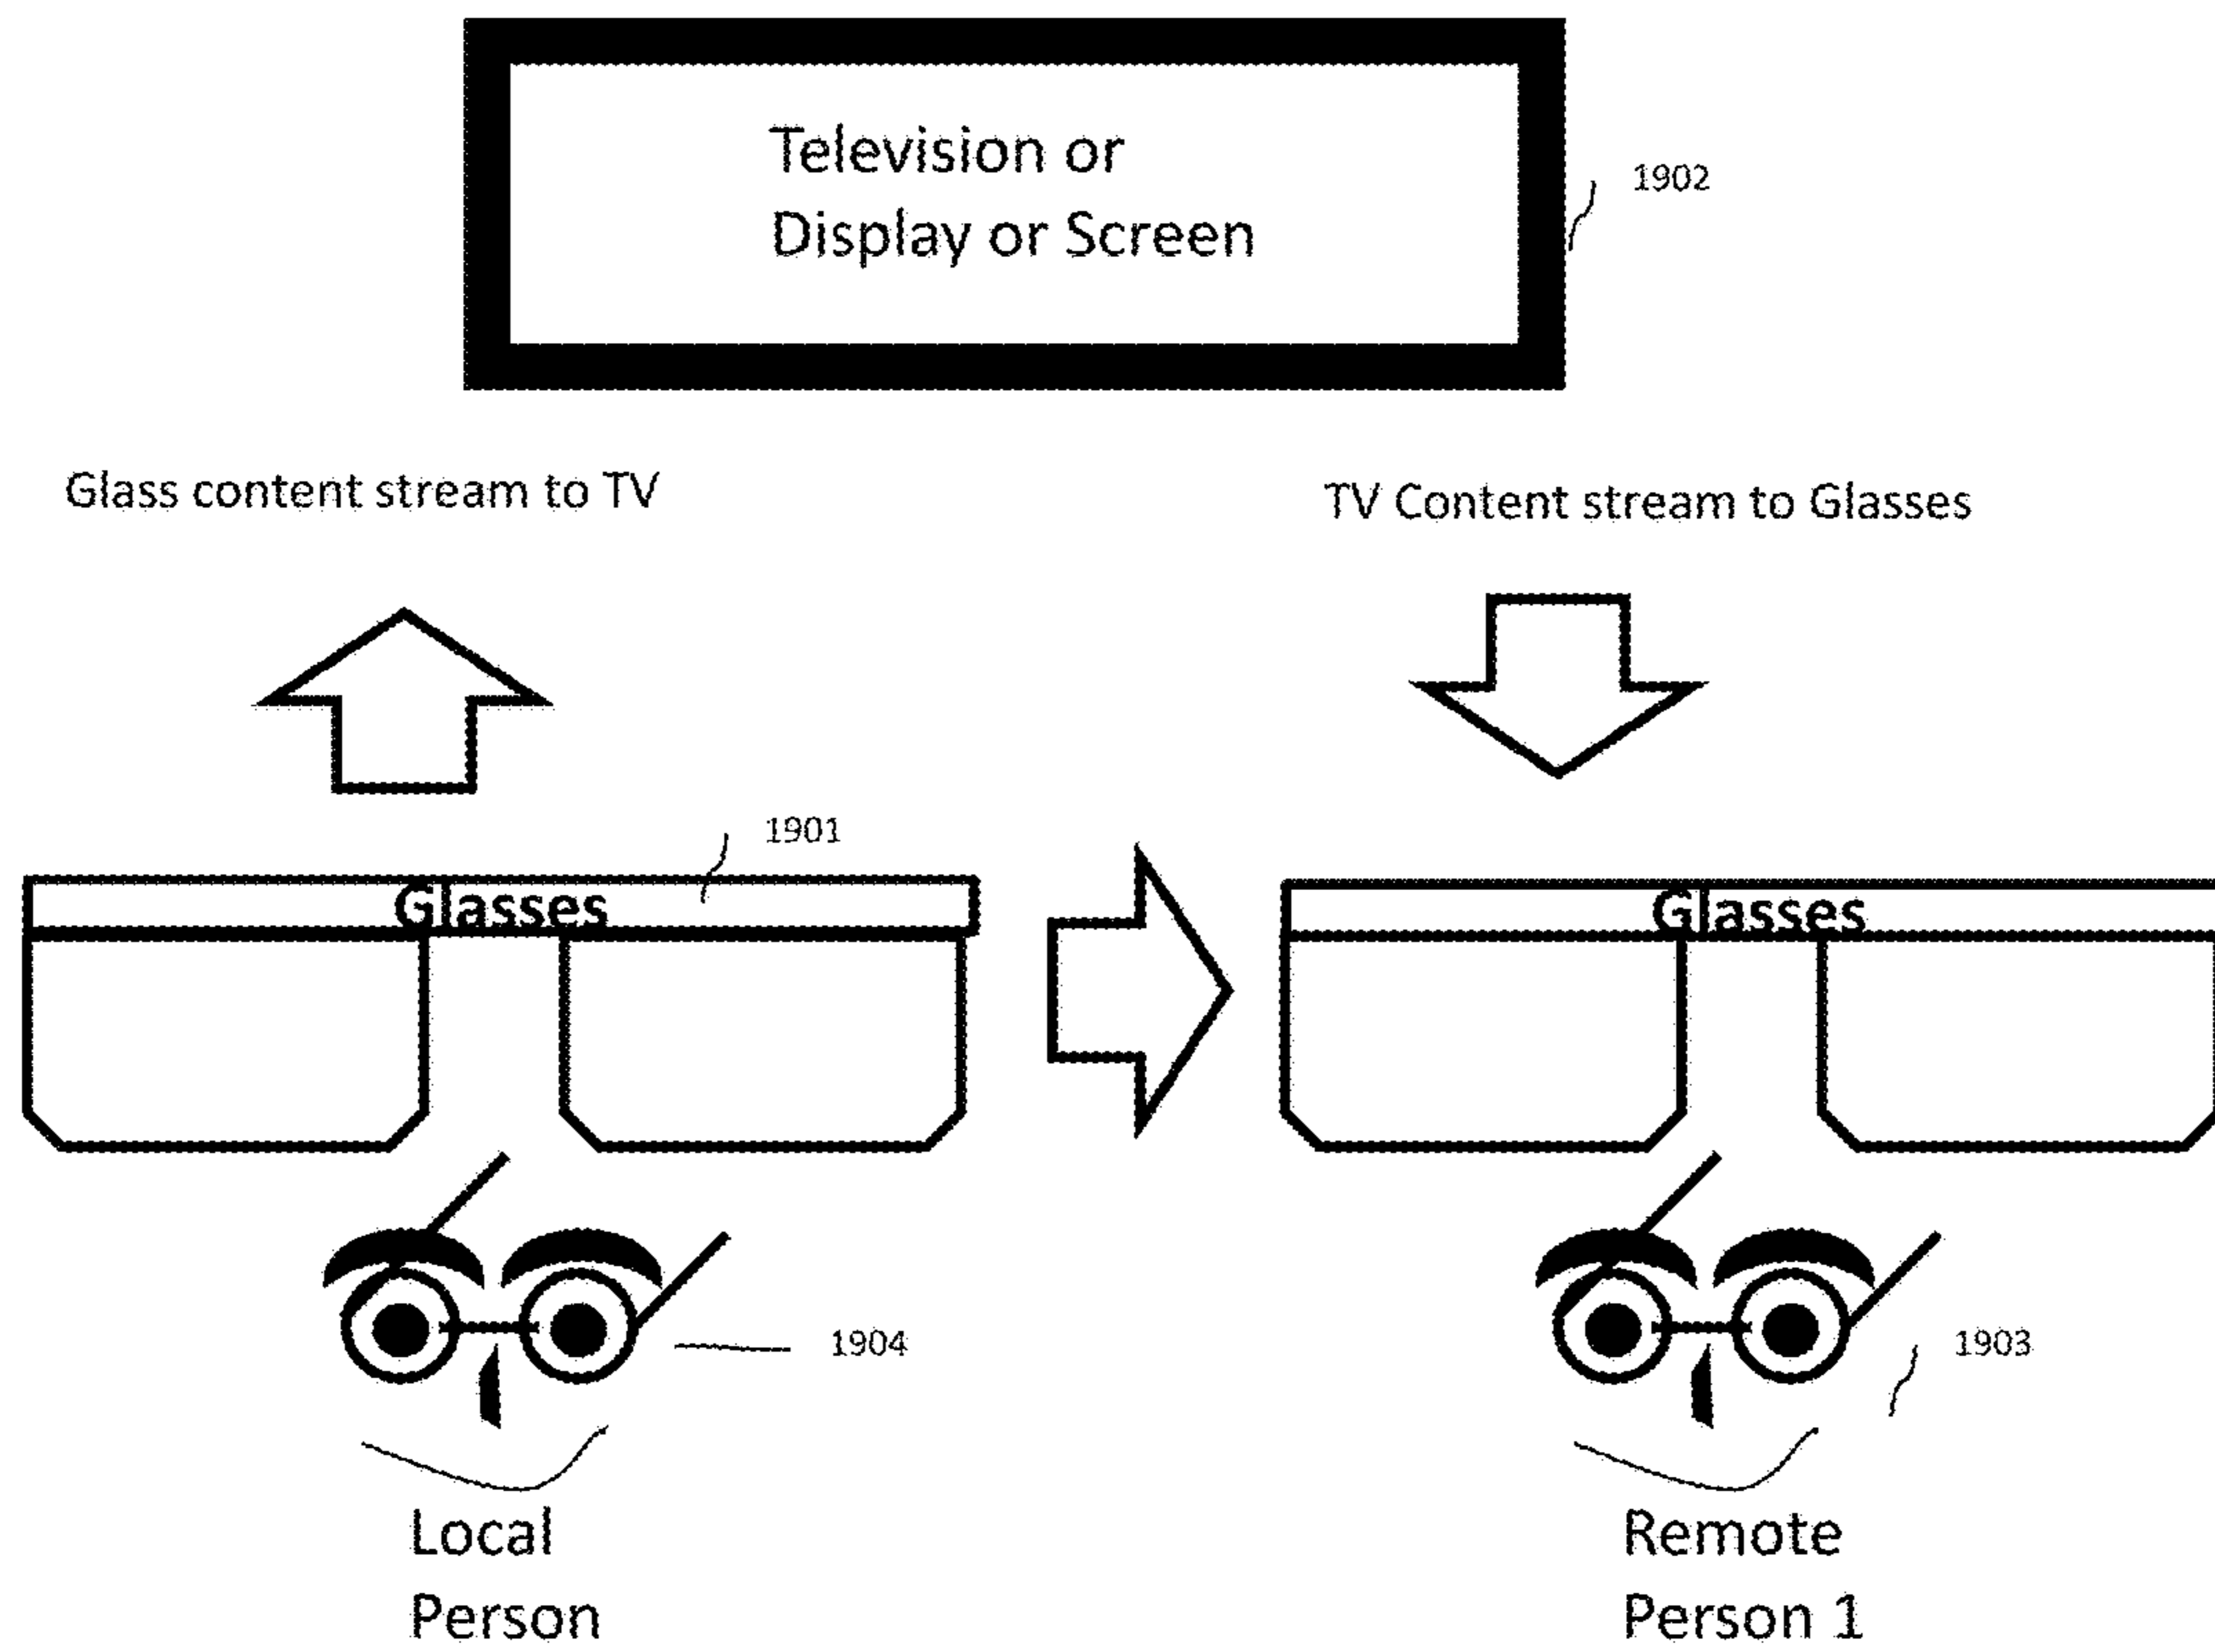 Television or
Display or Screen
1902
Glass content stream to TV
TV Content stream to Glasses
1901
Glasses
Glasses
1904
1903
Local
Person
Remote
Person 1